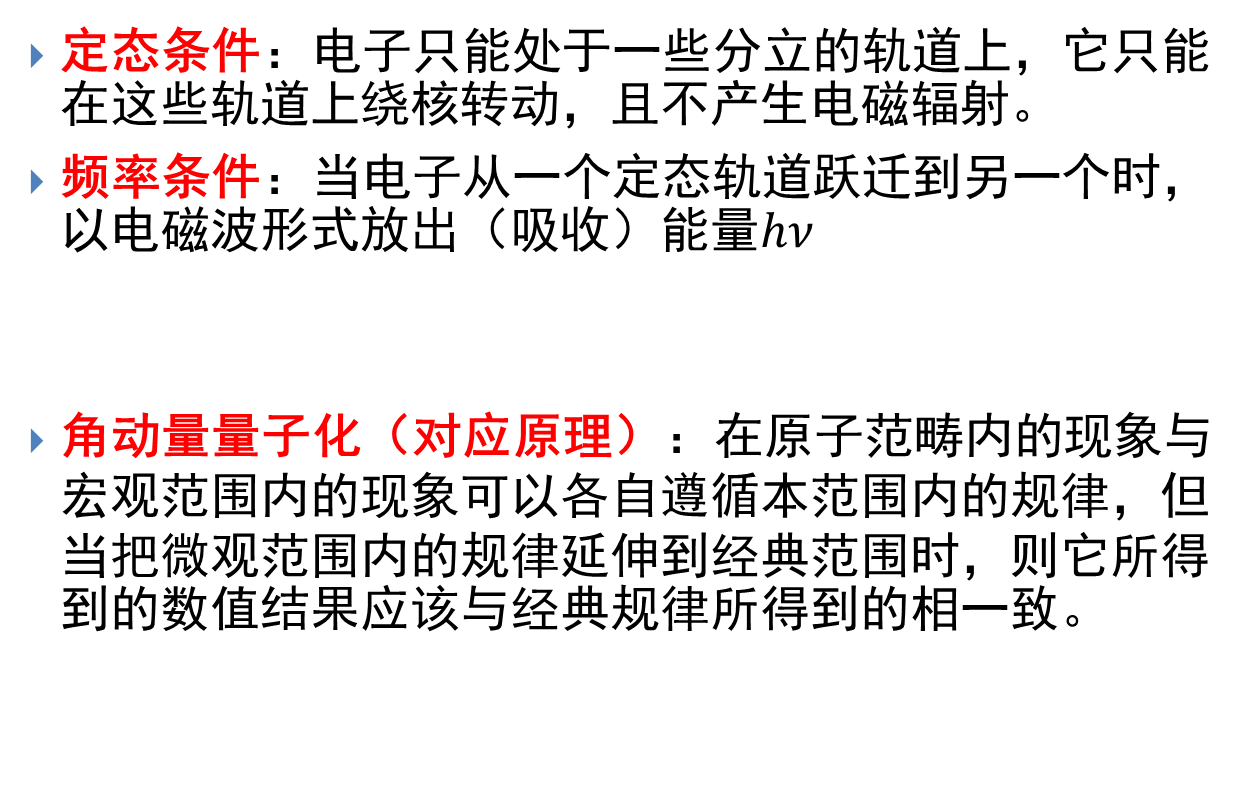 定态条件：电子只能处于一些分立的轨道上，它只能
在这些轨道上绕核转动，且不产生电磁辐射。
频率条件：当电子从一个定态轨道跃迁到另一个时，
以电磁波形式放出（吸收）能量hν
角动量量子化（对应原理）：在原子范畴内的现象与
宏观范围内的现象可以各自遵循本范围内的规律，但
当把微观范围内的规律延伸到经典范围时，则它所得
到的数值结果应该与经典规律所得到的相一致。